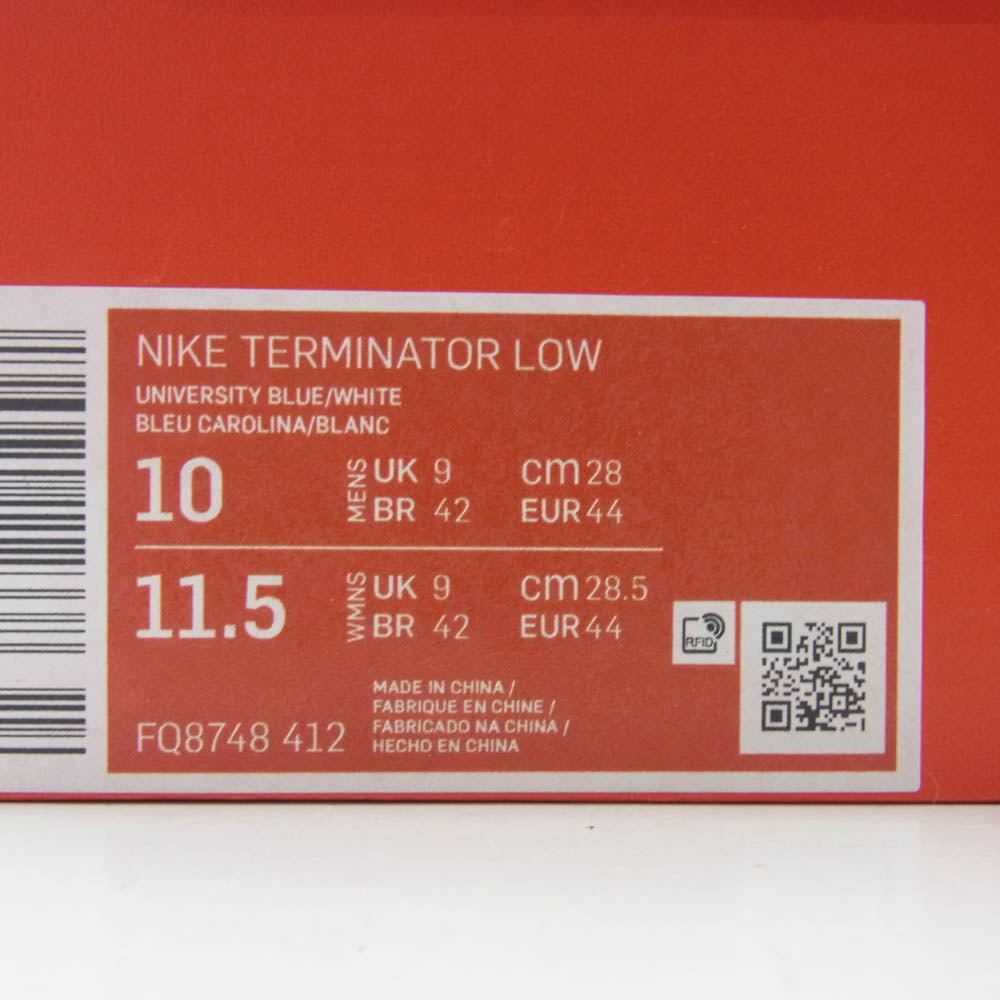 NIKE TERMINATOR LOW
UNIVERSITY BLUE/WHITE
BLEU CAROLINA/BLANC
10 MENS UK 9 cm 28
BR 42 EUR 44
11.5 WMNS UK 9 cm 28.5
BR 42 EUR 44
RFID
MADE IN CHINA /
FABRIQUE EN CHINE /
FABRICADO NA CHINA /
HECHO EN CHINA
FQ8748 412